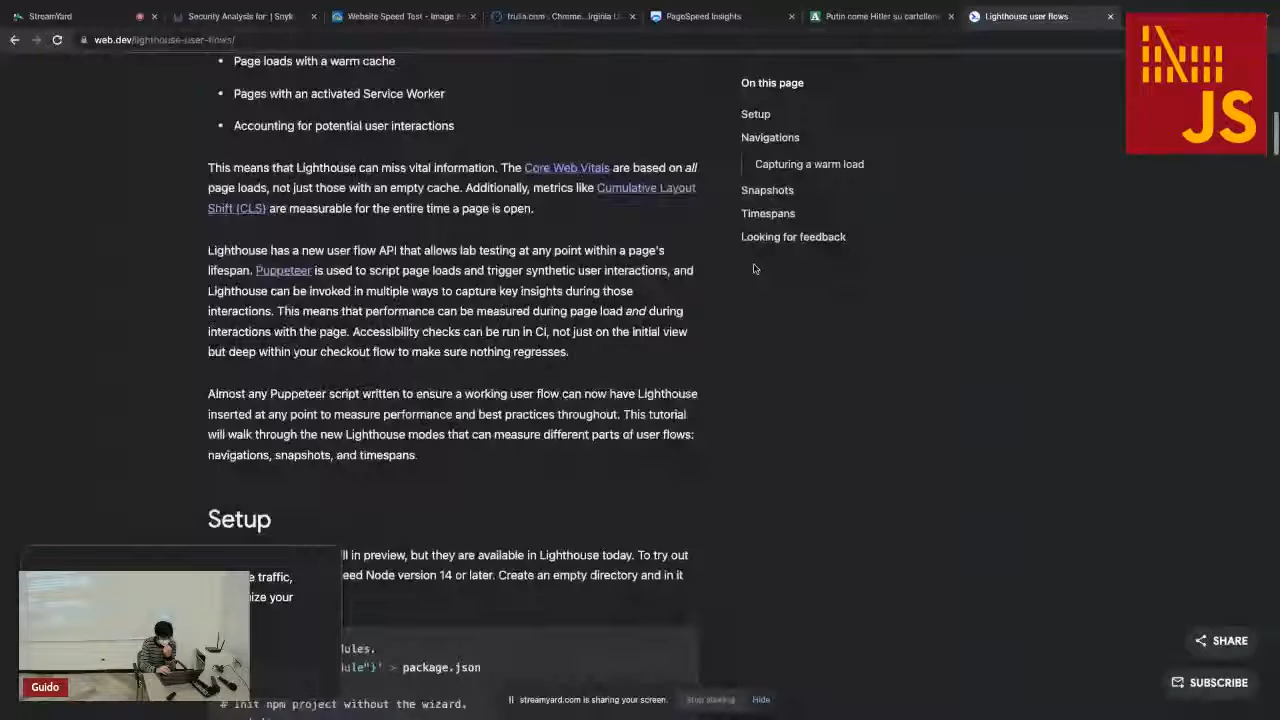 StreamYard
Security Analysis for | Snyk
Website Speed Test - Image
trulia.com - Chrome...irginia
PageSpeed Insights
Putin come Hitler su cartellone
Lighthouse user flows
web.dev/lighthouse-user-flows/
JS
Page loads with a warm cache
Pages with an activated Service Worker
Accounting for potential user interactions
This means that Lighthouse can miss vital information. The Core Web Vitals are based on all
page loads, not just those with an empty cache. Additionally, metrics like Cumulative Layout
Shift (CLS) are measurable for the entire time a page is open.
Lighthouse has a new user flow API that allows lab testing at any point within a page's
lifespan. Puppeteer is used to script page loads and trigger synthetic user interactions, and
Lighthouse can be invoked in multiple ways to capture key insights during those
interactions. This means that performance can be measured during page load and during
interactions with the page. Accessibility checks can be run in CI, not just on the initial view
but deep within your checkout flow to make sure nothing regresses.
Almost any Puppeteer script written to ensure a working user flow can now have Lighthouse
inserted at any point to measure performance and best practices throughout. This tutorial
will walk through the new Lighthouse modes that can measure different parts of user flows:
navigations, snapshots, and timespans.
Setup
ll in preview, but they are available in Lighthouse today. To try out
eed Node version 14 or later. Create an empty directory and in it
e traffic,
ize your
dules.
dule"}' > package.json
# Init npm project without the wizard.
On this page
Setup
Navigations
Capturing a warm load
Snapshots
Timespans
Looking for feedback
SHARE
SUBSCRIBE
Guido
streamyard.com is sharing your screen.
Stop sharing
Hide